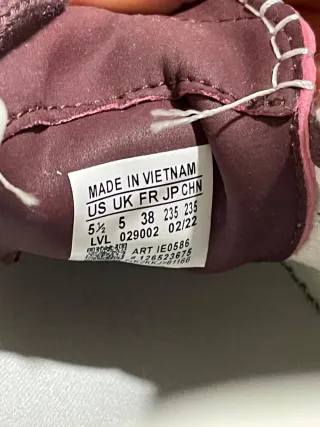 MADE IN VIETNAM
US UK FR JP CHN
5½ 5 38 235 235
LVL 029002 02/22
ART IE0586
# 126523675